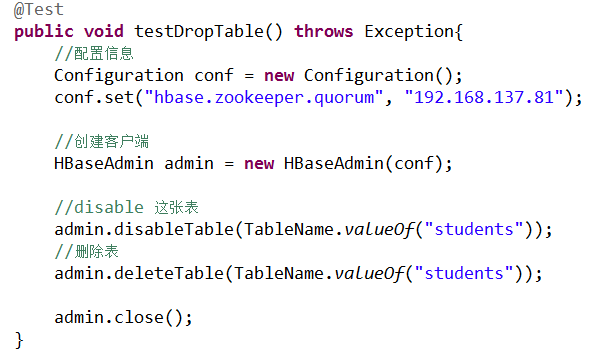 @Test
public void testDropTable() throws Exception{
//配置信息
Configuration conf = new Configuration();
conf.set("hbase.zookeeper.quorum", "192.168.137.81");
//创建客户端
HBaseAdmin admin = new HBaseAdmin(conf);
//disable 这张表
admin.disableTable(TableName.valueOf("students"));
//删除表
admin.deleteTable(TableName.valueOf("students"));
admin.close();
}